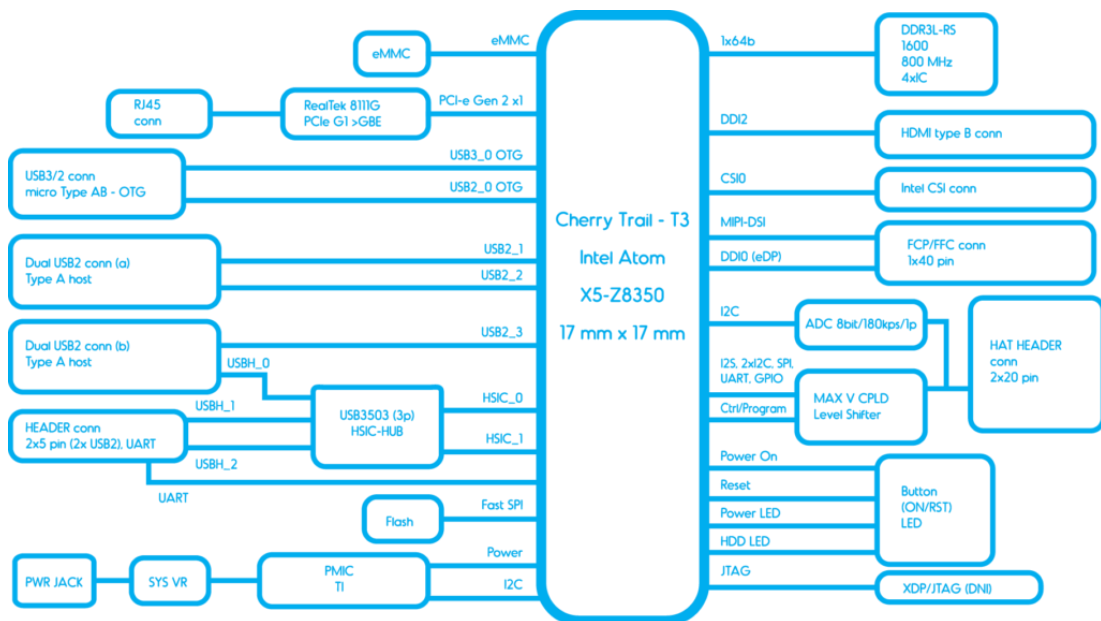 eMMC
eMMC
RJ45
conn
RealTek 8111G
PCIe G1 >GBE
PCI-e Gen 2 x1
USB3/2 conn
micro Type AB - OTG
USB3_0 OTG
USB2_0 OTG
Dual USB2 conn (a)
Type A host
USB2_1
USB2_2
Dual USB2 conn (b)
Type A host
USB2_3
USBH_0
USBH_1
HEADER conn
2x5 pin (2x USB2), UART
USBH_2
UART
USB3503 (3p)
HSIC-HUB
HSIC_0
HSIC_1
Flash
Fast SPI
PWR JACK
SYS VR
PMIC
TI
Power
I2C
Cherry Trail - T3
Intel Atom
X5-Z8350
17 mm x 17 mm
1x64b
DDR3L-RS
1600
800 MHz
4xIC
DDI2
HDMI type B conn
CSI0
Intel CSI conn
MIPI-DSI
DDI0 (eDP)
FCP/FFC conn
1x40 pin
I2C
ADC 8bit/180kps/1p
I2S, 2xI2C, SPI,
UART, GPIO
Ctrl/Program
MAX V CPLD
Level Shifter
HAT HEADER
conn
2x20 pin
Power On
Reset
Power LED
HDD LED
Button
(ON/RST)
LED
JTAG
XDP/JTAG (DNI)